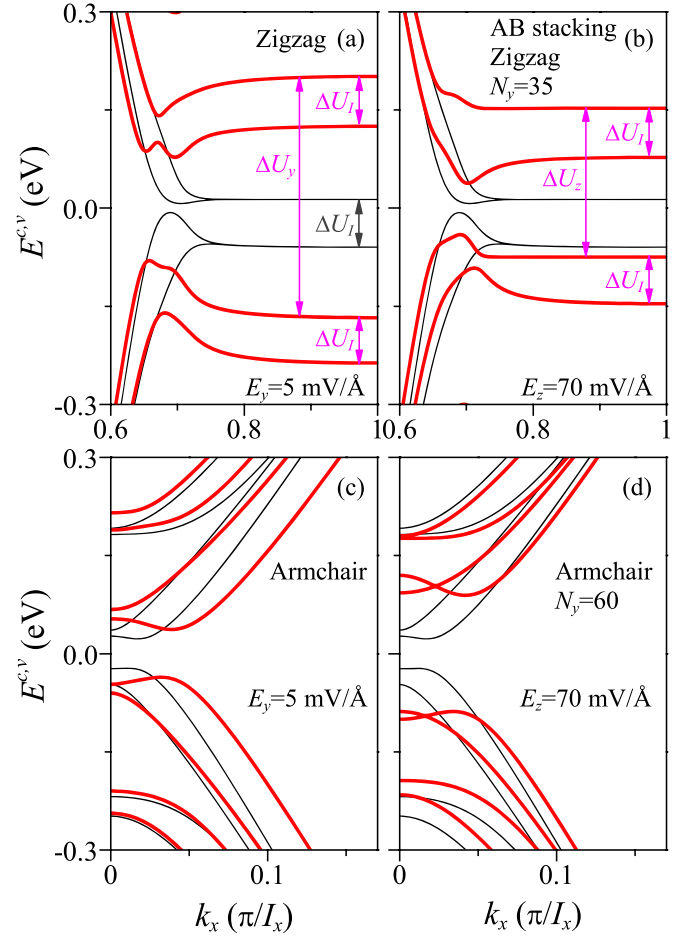 0.3
Zigzag (a)
ΔU_I
ΔU_y
ΔU_I
ΔU_I
E_y=5 mV/Å
E^{c,v} (eV)
0.0
-0.3
0.6
0.8
1
AB stacking (b)
Zigzag
N_y=35
ΔU_I
ΔU_z
ΔU_I
E_z=70 mV/Å
0.6
0.8
1
0.3
(c)
Armchair
E_y=5 mV/Å
E^{c,v} (eV)
0.0
-0.3
0
0.1
k_x (π/I_x)
(d)
Armchair
N_y=60
E_z=70 mV/Å
0
0.1
k_x (π/I_x)